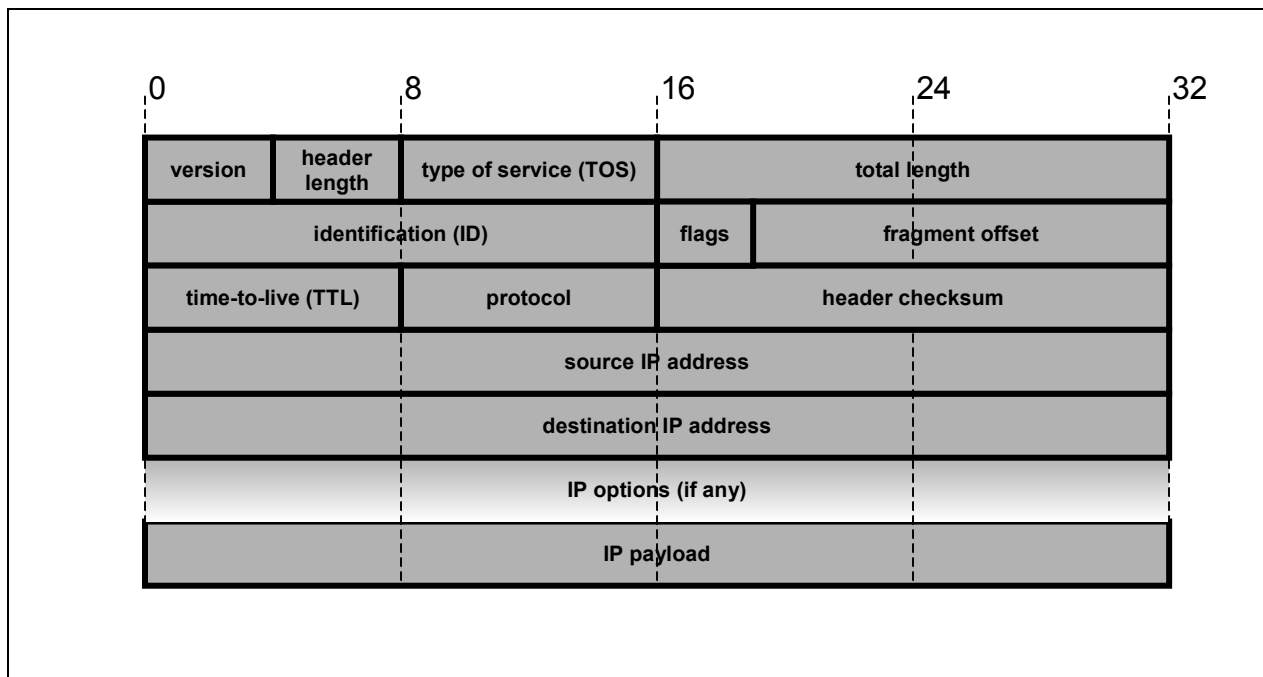 0 8 16 24 32
version header length type of service (TOS) total length
identification (ID) flags fragment offset
time-to-live (TTL) protocol header checksum
source IP address
destination IP address
IP options (if any)
IP payload